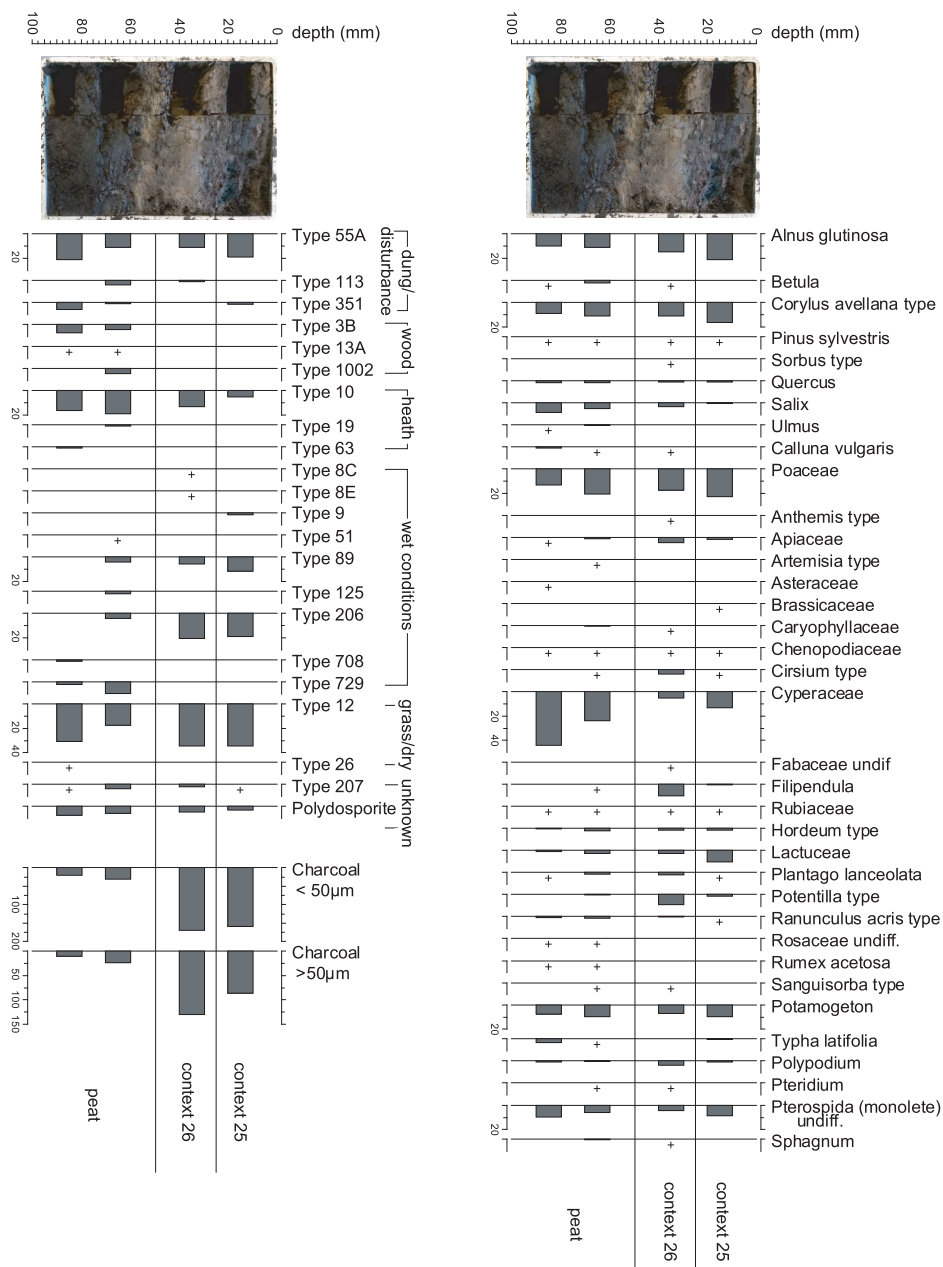 100
80
60
40
20
0
depth (mm)
Type 55A
20
Type 113
Type 351
dung/
disturbance
Type 3B
Type 13A
Type 1002
wood
Type 10
20
Type 19
Type 63
heath
Type 8C
Type 8E
Type 9
Type 51
Type 89
20
Type 125
Type 206
20
Type 708
Type 729
wet conditions
Type 12
20
40
Type 26
grass/dry
Type 207
Polydosporite
unknown
Charcoal
< 50µm
100
200
Charcoal
>50µm
50
100
150
peat
context 26
context 25
100
80
60
40
20
0
depth (mm)
Alnus glutinosa
20
Betula
Corylus avellana type
20
Pinus sylvestris
Sorbus type
Quercus
Salix
Ulmus
Calluna vulgaris
Poaceae
20
Anthemis type
Apiaceae
Artemisia type
Asteraceae
Brassicaceae
Caryophyllaceae
Chenopodiaceae
Cirsium type
Cyperaceae
20
40
Fabaceae undif
Filipendula
Rubiaceae
Hordeum type
Lactuceae
Plantago lanceolata
Potentilla type
Ranunculus acris type
Rosaceae undiff.
Rumex acetosa
Sanguisorba type
Potamogeton
20
Typha latifolia
Polypodium
Pteridium
Pterospida (monolete)
undiff.
20
Sphagnum
peat
context 26
context 25